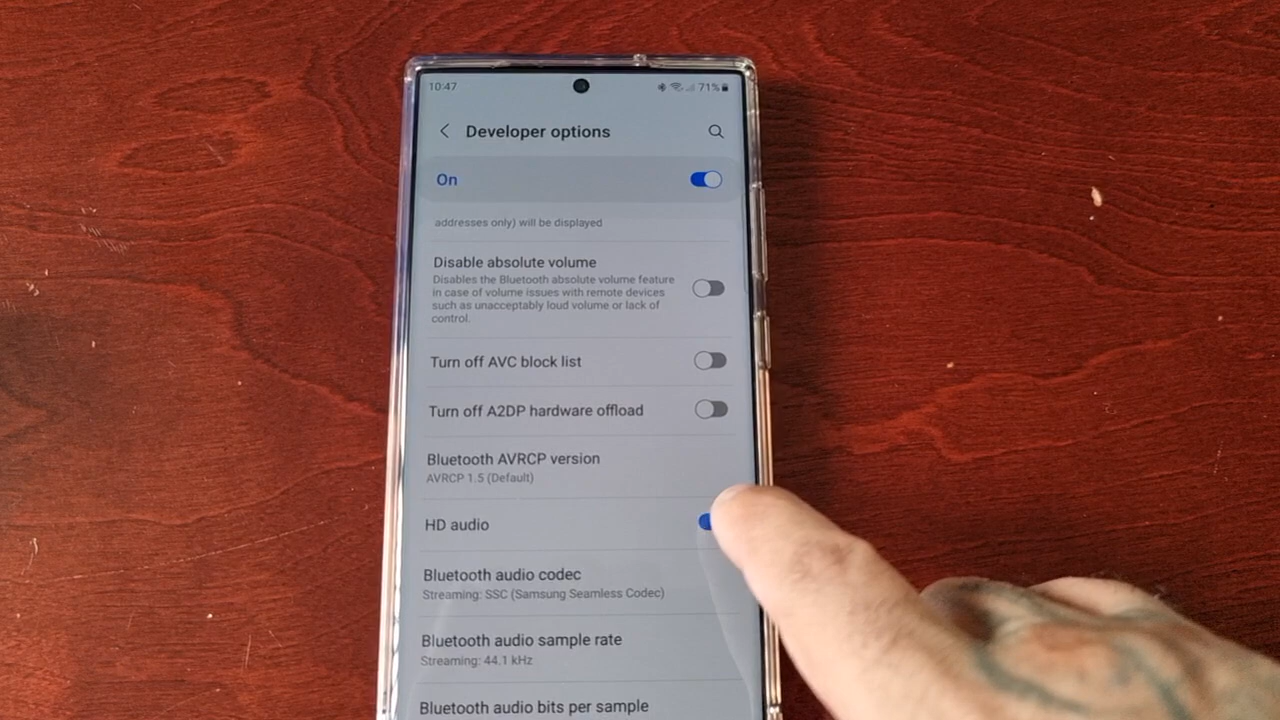 10:47
71%
Developer options
On
addresses only) will be displayed
Disable absolute volume
Disables the Bluetooth absolute volume feature
in case of volume issues with remote devices
such as unacceptably loud volume or lack of
control.
Turn off AVC block list
Turn off A2DP hardware offload
Bluetooth AVRCP version
AVRCP 1.5 (Default)
HD audio
Bluetooth audio codec
Streaming: SSC (Samsung Seamless Codec)
Bluetooth audio sample rate
Streaming: 44.1 kHz
Bluetooth audio bits per sample